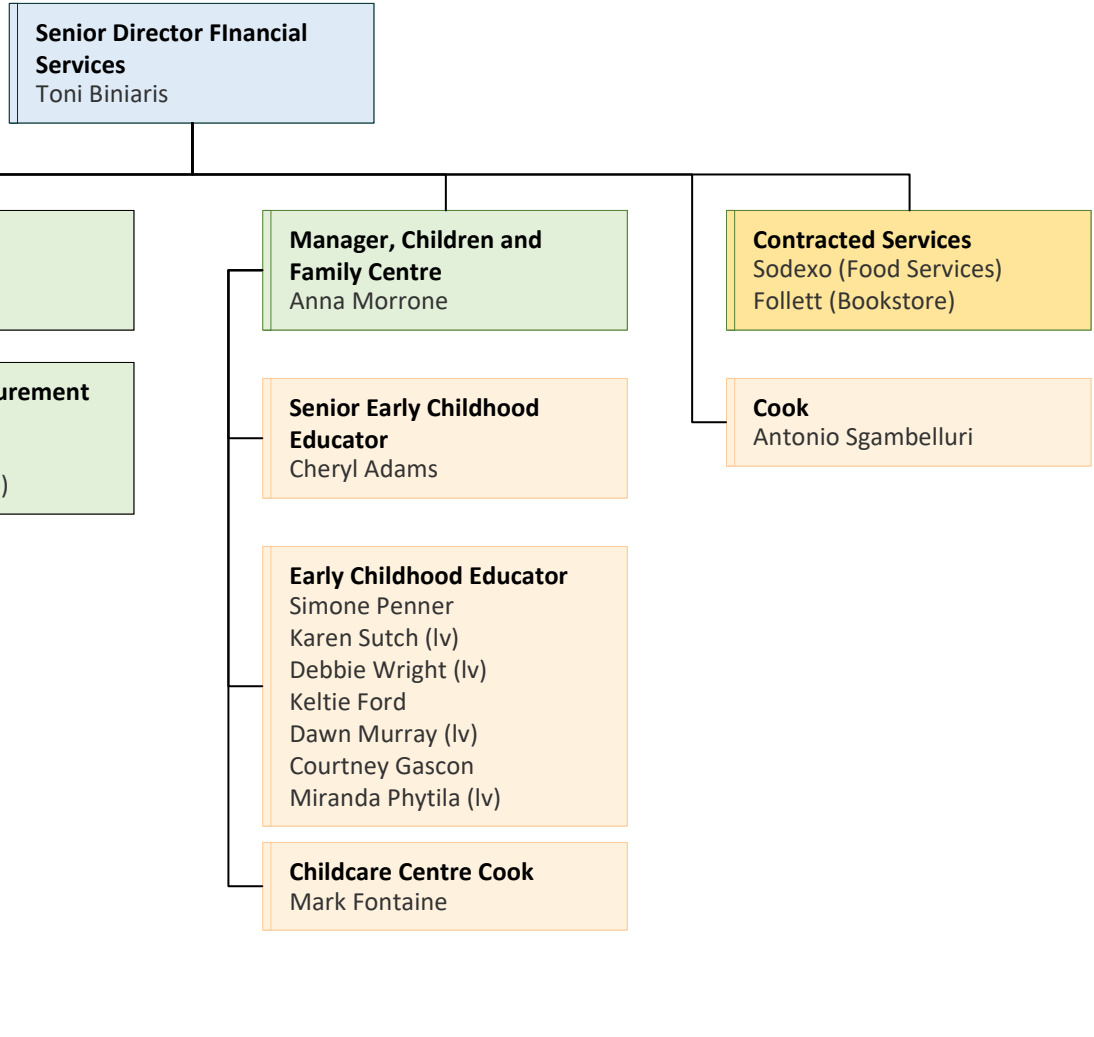 Senior Director FInancial
Services
Toni Biniaris
Manager, Children and
Family Centre
Anna Morrone
Contracted Services
Sodexo (Food Services)
Follett (Bookstore)
urement
)
Senior Early Childhood
Educator
Cheryl Adams
Cook
Antonio Sgambelluri
Early Childhood Educator
Simone Penner
Karen Sutch (lv)
Debbie Wright (lv)
Keltie Ford
Dawn Murray (lv)
Courtney Gascon
Miranda Phytila (lv)
Childcare Centre Cook
Mark Fontaine